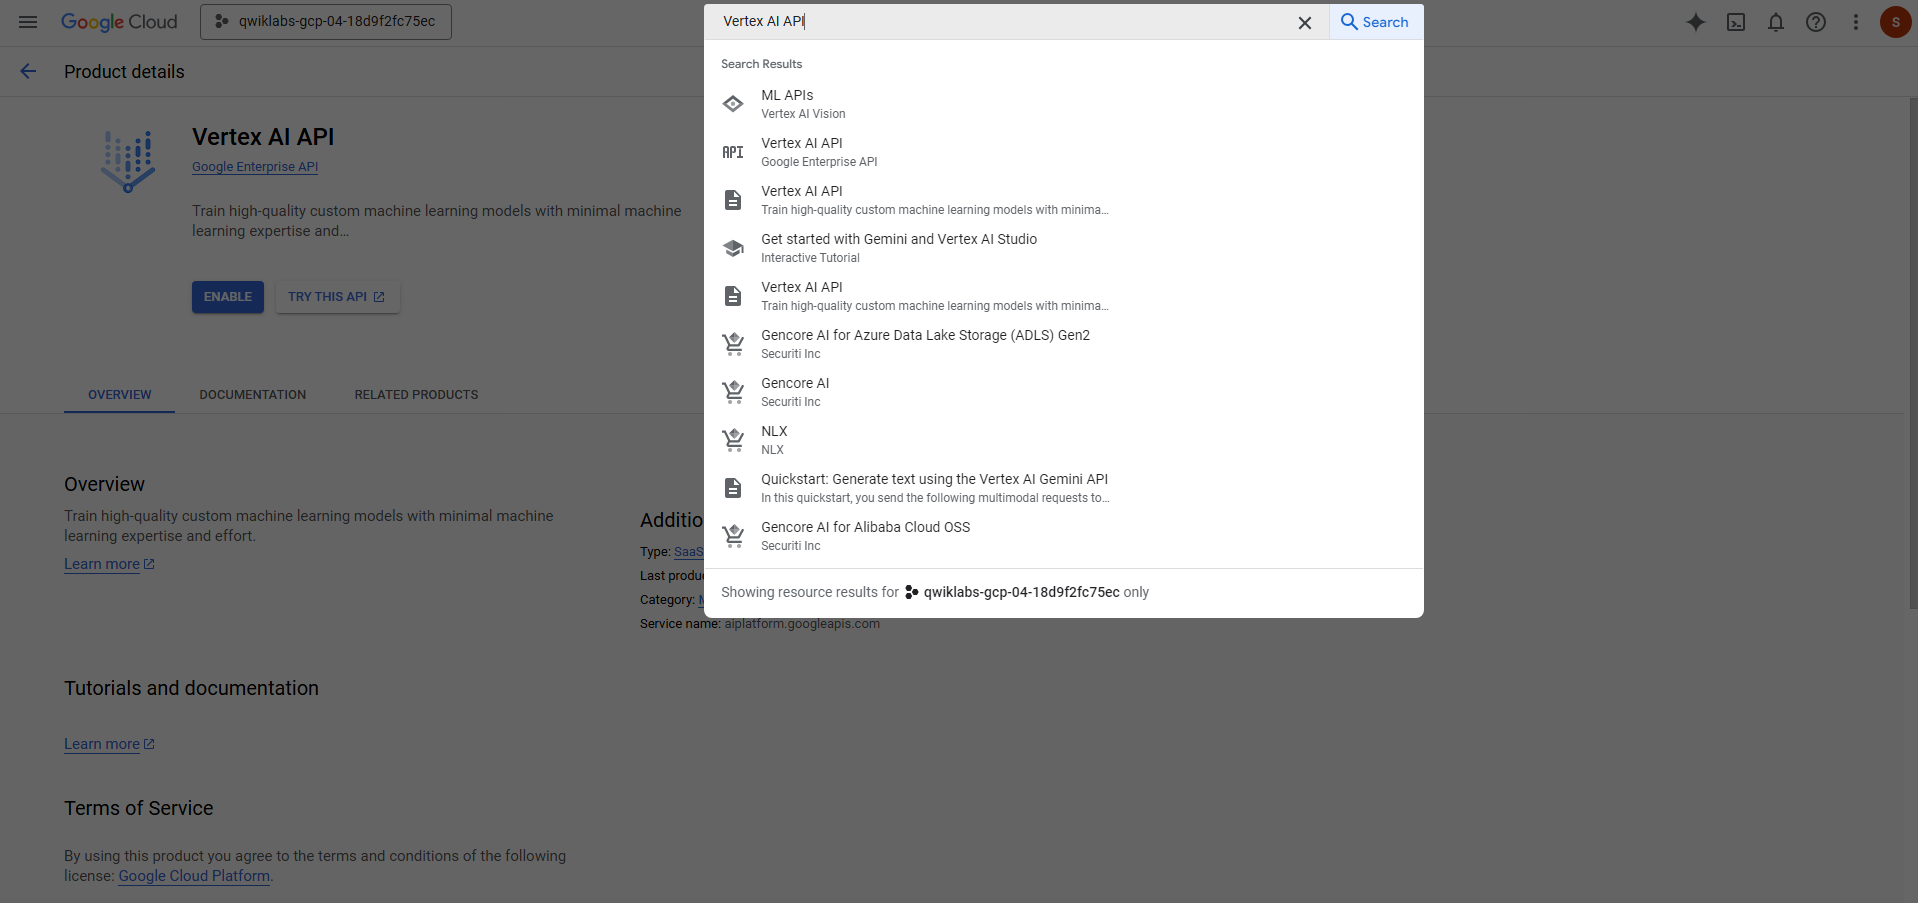 Google Cloud
qwiklabs-gcp-04-18d9f2fc75ec
Vertex AI API
Search
S
Product details
Vertex AI API
Google Enterprise API
Train high-quality custom machine learning models with minimal machine
learning expertise and...
ENABLE
TRY THIS API
OVERVIEW
DOCUMENTATION
RELATED PRODUCTS
Overview
Train high-quality custom machine learning models with minimal machine
learning expertise and effort.
Learn more
Tutorials and documentation
Learn more
Terms of Service
By using this product you agree to the terms and conditions of the following
license: Google Cloud Platform.
Additio
Type: SaaS
Last produ
Category:
Service name: aiplatform.googleapis.com
Search Results
ML APIs
Vertex AI Vision
API
Vertex AI API
Google Enterprise API
Vertex AI API
Train high-quality custom machine learning models with minima...
Get started with Gemini and Vertex AI Studio
Interactive Tutorial
Vertex AI API
Train high-quality custom machine learning models with minima...
Gencore AI for Azure Data Lake Storage (ADLS) Gen2
Securiti Inc
Gencore AI
Securiti Inc
NLX
NLX
Quickstart: Generate text using the Vertex AI Gemini API
In this quickstart, you send the following multimodal requests to...
Gencore AI for Alibaba Cloud OSS
Securiti Inc
Showing resource results for qwiklabs-gcp-04-18d9f2fc75ec only